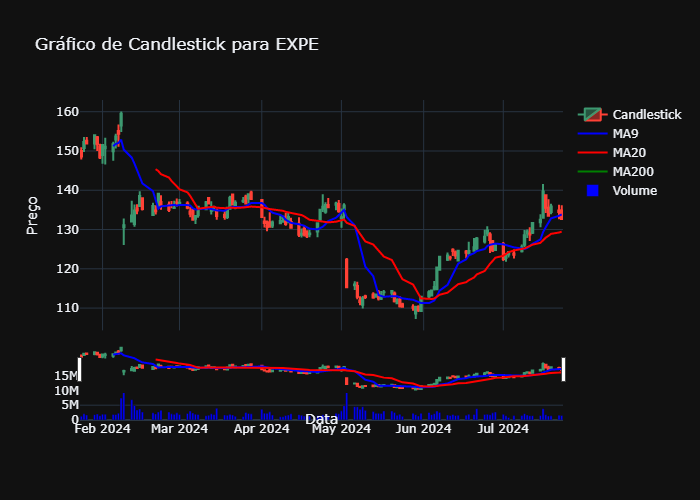 Gráfico de Candlestick para EXPE
Preço
160
150
140
130
120
110
15M
10M
5M
0
Feb 2024
Mar 2024
Apr 2024
May 2024
Jun 2024
Jul 2024
Data
Candlestick
MA9
MA20
MA200
Volume